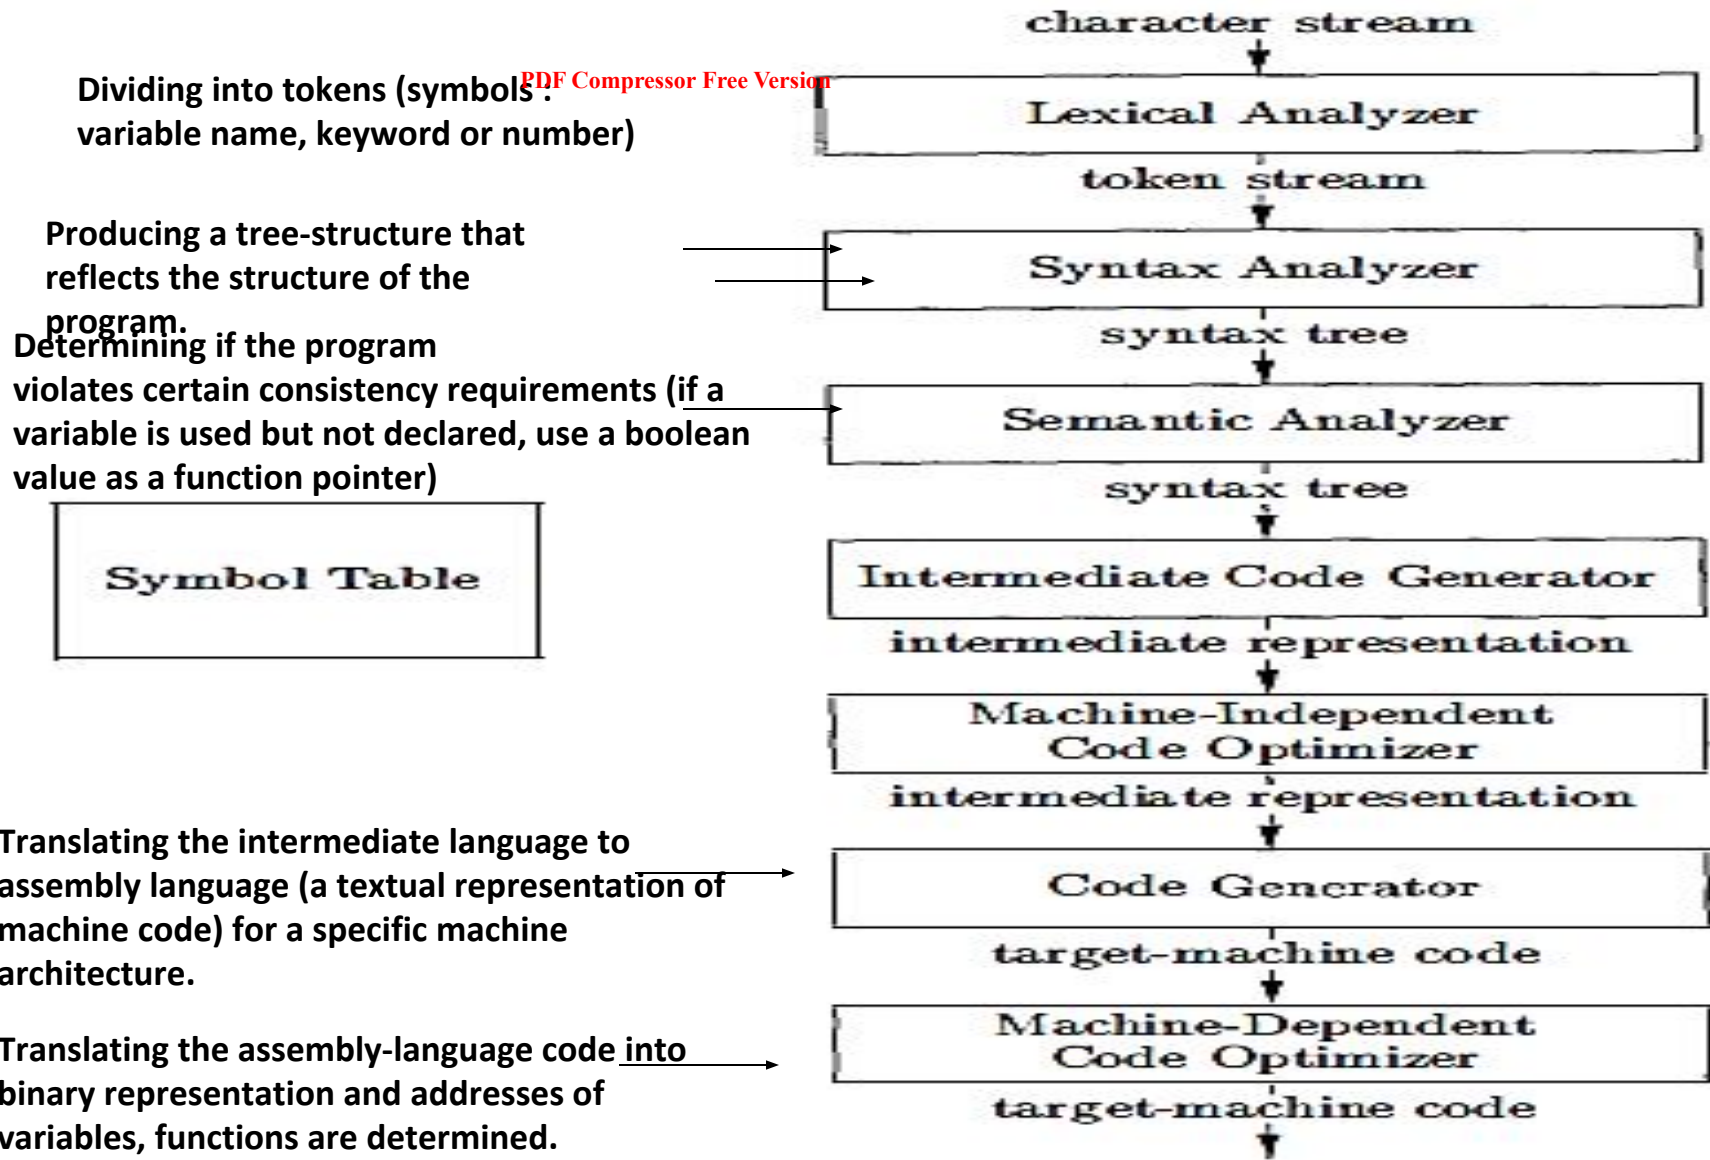 character stream
PDF Compressor Free Version
Dividing into tokens (symbols :
variable name, keyword or number)
Lexical Analyzer
token stream
Producing a tree-structure that
reflects the structure of the
program.
Syntax Analyzer
syntax tree
Determining if the program
violates certain consistency requirements (if a
variable is used but not declared, use a boolean
value as a function pointer)
Semantic Analyzer
syntax tree
Symbol Table
Intermediate Code Generator
intermediate representation
Machine-Independent
Code Optimizer
intermediate representation
Translating the intermediate language to
assembly language (a textual representation of
machine code) for a specific machine
architecture.
Code Generator
target-machine code
Translating the assembly-language code into
binary representation and addresses of
variables, functions are determined.
Machine-Dependent
Code Optimizer
target-machine code